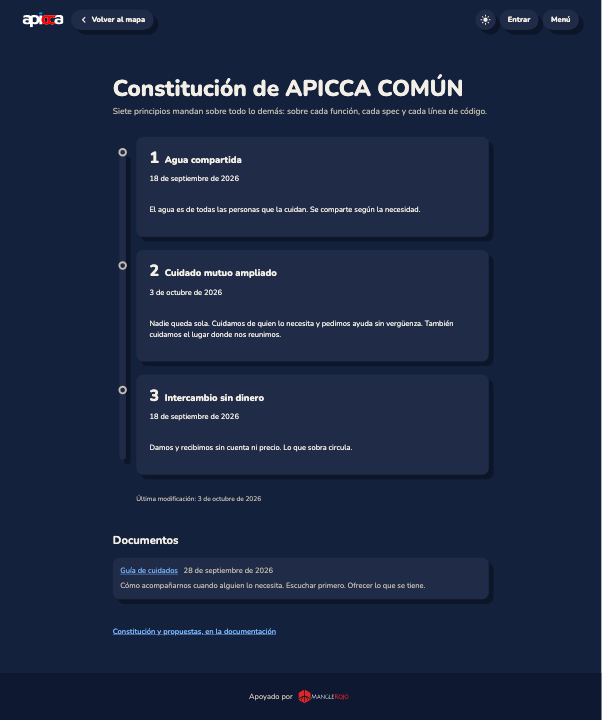 apicca
Volver al mapa
Entrar
Menú
Constitución de APICCA COMÚN
Siete principios mandan sobre todo lo demás: sobre cada función, cada spec y cada línea de código.
1 Agua compartida
18 de septiembre de 2026
El agua es de todas las personas que la cuidan. Se comparte según la necesidad.
2 Cuidado mutuo ampliado
3 de octubre de 2026
Nadie queda sola. Cuidamos de quien lo necesita y pedimos ayuda sin vergüenza. También
cuidamos el lugar donde nos reunimos.
3 Intercambio sin dinero
18 de septiembre de 2026
Damos y recibimos sin cuenta ni precio. Lo que sobra circula.
Última modificación: 3 de octubre de 2026
Documentos
Guía de cuidados 28 de septiembre de 2026
Cómo acompañarnos cuando alguien lo necesita. Escuchar primero. Ofrecer lo que se tiene.
Constitución y propuestas, en la documentación
Apoyado por MANGLEROJO